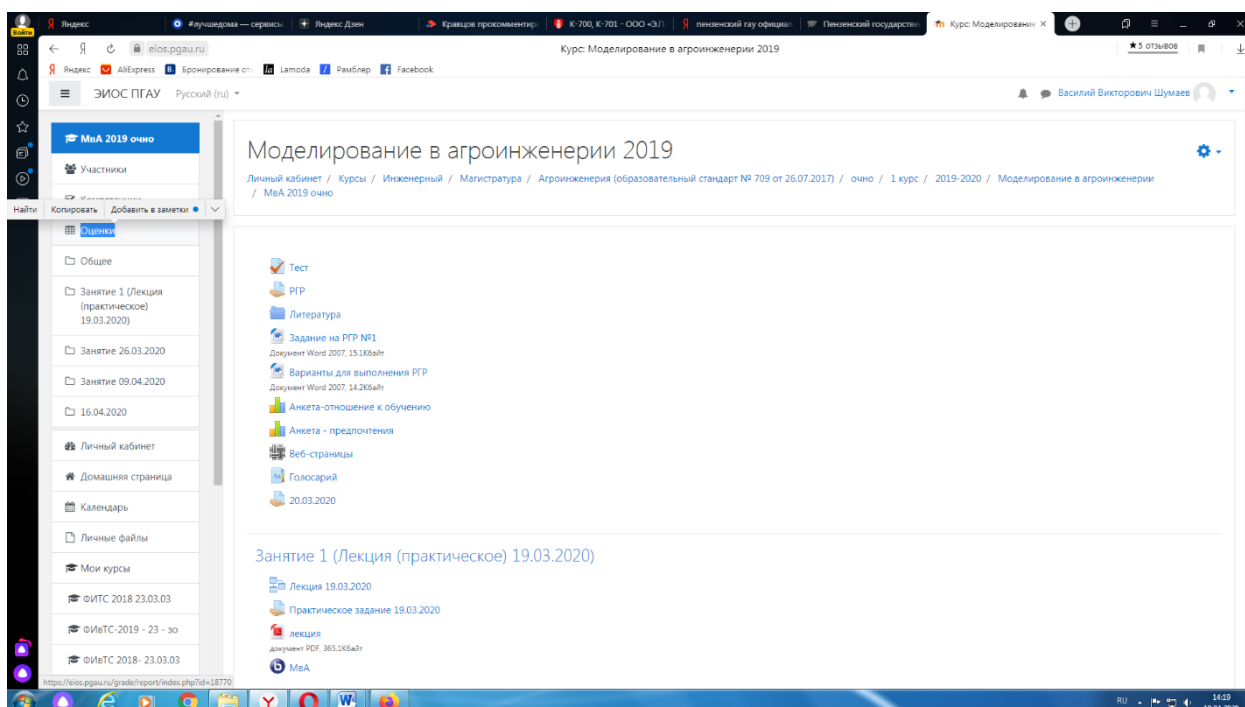 Войти
Яндекс
#лучшедома — сервисы
Яндекс Дзен
Кравцов прокомментиро
К-700, К-701 - ООО «Э.П.
пензенский гау официал
Пензенский государстве
Курс: Моделирование
eios.pgau.ru
Курс: Моделирование в агроинженерии 2019
★5 отзывов
Яндекс
AliExpress
Бронирование от
Lamoda
Рамблер
Facebook
ЭИОС ПГАУ Русский (ru)
Василий Викторович Шумаев
МвА 2019 очно
Участники
Найти Копировать Добавить в заметки
Оценки
Общее
Занятие 1 (Лекция
(практическое)
19.03.2020)
Занятие 26.03.2020
Занятие 09.04.2020
16.04.2020
Личный кабинет
Домашняя страница
Календарь
Личные файлы
Мои курсы
ФИТС 2018 23.03.03
ФИвТС-2019 - 23 - зо
ФИвТС 2018- 23.03.03
Моделирование в агроинженерии 2019
Личный кабинет / Курсы / Инженерный / Магистратура / Агроинженерия (образовательный стандарт № 709 от 26.07.2017) / очно / 1 курс / 2019-2020 / Моделирование в агроинженерии
/ МвА 2019 очно
Тест
РГР
Литература
Задание на РГР №1
Документ Word 2007, 15.1Кбайт
Варианты для выполнения РГР
Документ Word 2007, 14.2Кбайт
Анкета-отношение к обучению
Анкета - предпочтения
Веб-страницы
Голосарий
20.03.2020
Занятие 1 (Лекция (практическое) 19.03.2020)
Лекция 19.03.2020
Практическое задание 19.03.2020
лекция
документ PDF, 365.1Кбайт
МвА
https://eios.pgau.ru/grade/report/index.php?id=18770
RU
14:19